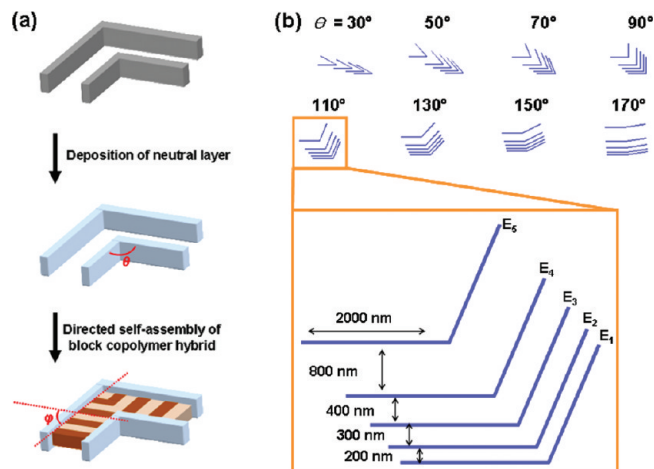 (a)
Deposition of neutral layer
θ
Directed self-assembly of
block copolymer hybrid
φ
(b)
θ = 30° 50° 70° 90°
110° 130° 150° 170°
E₅
E₄
2000 nm
E₃
E₂
800 nm
E₁
400 nm
300 nm
200 nm